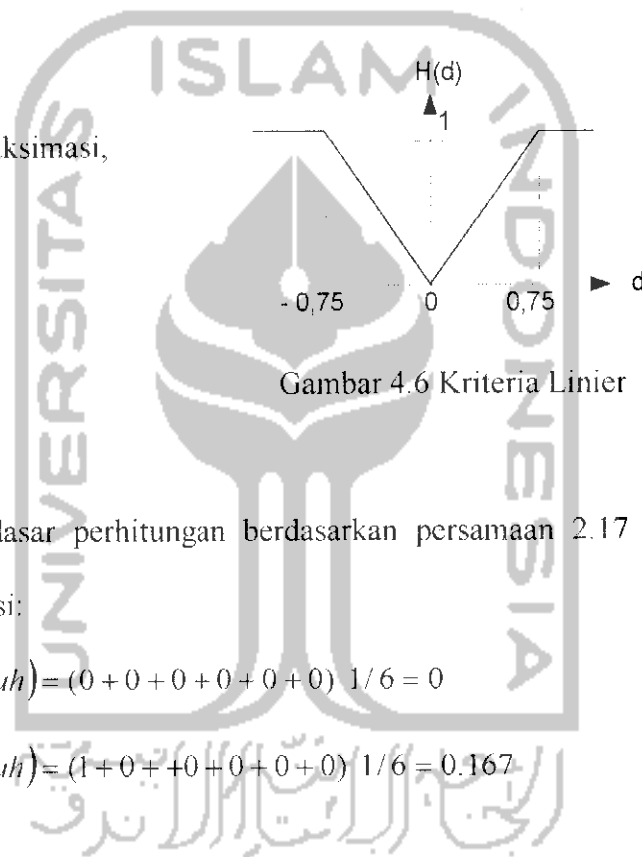 ISLAM
UNIVERSITAS
INDONESIA
H(d)
1
ksimasi,
- 0,75 0 0,75 d
Gambar 4.6 Kriteria Linier
dasar perhitungan berdasarkan persamaan 2.17
si:
uh)= (0 + 0 + 0 + 0 + 0 + 0) 1/6 = 0
uh)= (1 + 0 + +0 + 0 + 0 + 0) 1/6 = 0.167